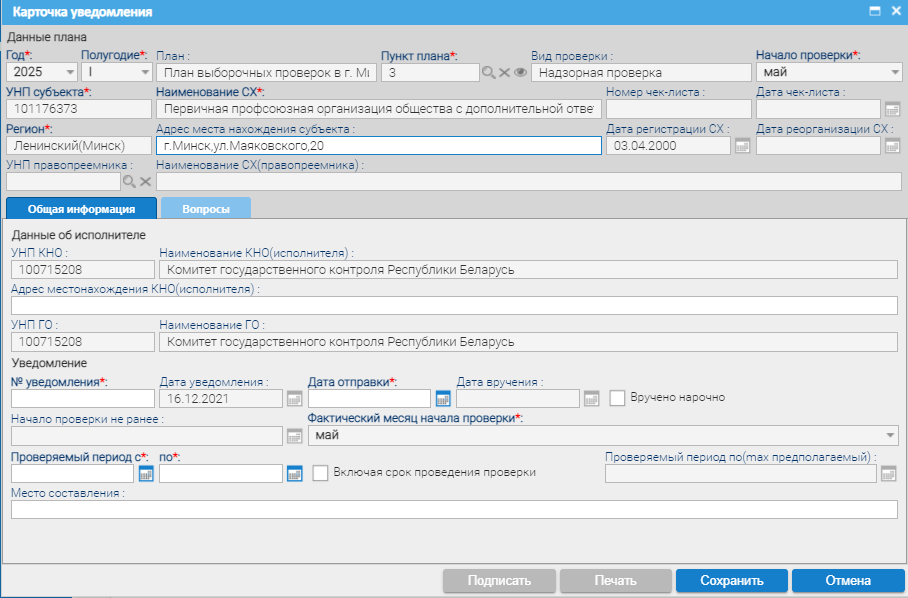 Карточка уведомления
Данные плана
Год*: Полугодие*: План : Пункт плана*: Вид проверки : Начало проверки*:
2025 I План выборочных проверок в г. Ми 3 Надзорная проверка май
УНП субъекта*: Наименование СХ*: Номер чек-листа : Дата чек-листа :
101176373 Первичная профсоюзная организация общества с дополнительной отве
Регион*: Адрес места нахождения субъекта : Дата регистрации СХ : Дата реорганизации СХ :
Ленинский(Минск) г.Минск,ул.Маяковского,20 03.04.2000
УНП правопреемника : Наименование СХ(правопреемника) :
Общая информация Вопросы
Данные об исполнителе
УНП КНО : Наименование КНО(исполнителя) :
100715208 Комитет государственного контроля Республики Беларусь
Адрес местонахождения КНО(исполнителя) :
УНП ГО : Наименование ГО :
100715208 Комитет государственного контроля Республики Беларусь
Уведомление
№ уведомления*: Дата уведомления : Дата отправки*: Дата вручения :
16.12.2021 Вручено нарочно
Начало проверки не ранее : Фактический месяц начала проверки*:
май
Проверяемый период с*: по*: Включая срок проведения проверки Проверяемый период по(max предполагаемый) :
Место составления :
Подписать Печать Сохранить Отмена